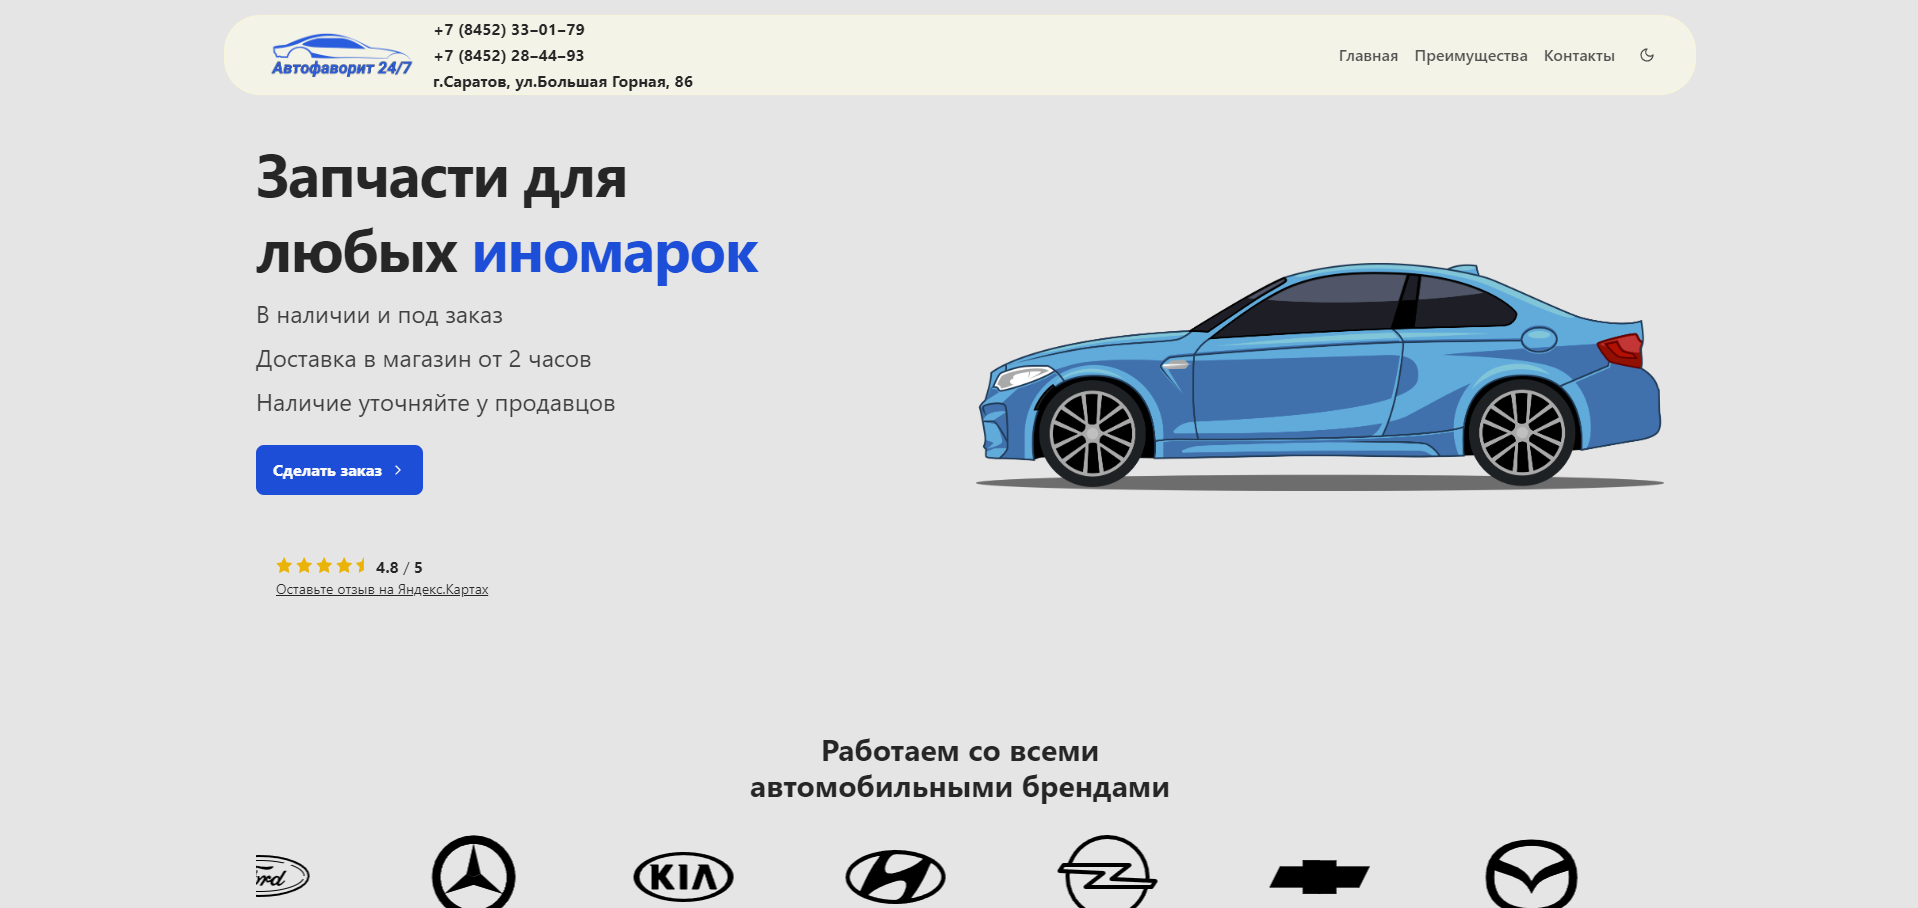 Автофаворит 24/7
+7 (8452) 33-01-79
+7 (8452) 28-44-93
г.Саратов, ул.Большая Горная, 86
Главная Преимущества Контакты
Запчасти для
любых иномарок
В наличии и под заказ
Доставка в магазин от 2 часов
Наличие уточняйте у продавцов
Сделать заказ
4.8 / 5
Оставьте отзыв на Яндекс.Картах
Работаем со всеми
автомобильными брендами
KIA